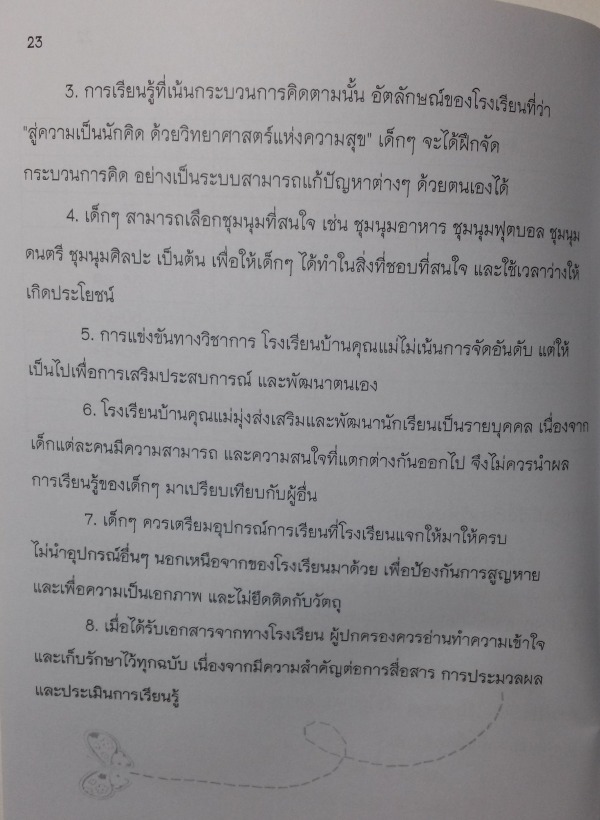 23
3. การเรียนรู้ที่เน้นกระบวนการคิดตามนั้น อัตลักษณ์ของโรงเรียนที่ว่า
"สู่ความเป็นนักคิด ด้วยวิทยาศาสตร์แห่งความสุข" เด็กๆ จะได้ฝึกจัด
กระบวนการคิด อย่างเป็นระบบสามารถแก้ปัญหาต่างๆ ด้วยตนเองได้
4. เด็กๆ สามารถเลือกชุมนุมที่สนใจ เช่น ชุมนุมอาหาร ชุมนุมฟุตบอล ชุมนุม
ดนตรี ชุมนุมศิลปะ เป็นต้น เพื่อให้เด็กๆ ได้ทำในสิ่งที่ชอบที่สนใจ และใช้เวลาว่างให้
เกิดประโยชน์
5. การแข่งขันทางวิชาการ โรงเรียนบ้านคุณแม่ไม่เน้นการจัดอันดับ แต่ให้
เป็นไปเพื่อการเสริมประสบการณ์ และพัฒนาตนเอง
6. โรงเรียนบ้านคุณแม่มุ่งส่งเสริมและพัฒนานักเรียนเป็นรายบุคคล เนื่องจาก
เด็กแต่ละคนมีความสามารถ และความสนใจที่แตกต่างกันออกไป จึงไม่ควรนำผล
การเรียนรู้ของเด็กๆ มาเปรียบเทียบกับผู้อื่น
7. เด็กๆ ควรเตรียมอุปกรณ์การเรียนที่โรงเรียนแจกให้มาให้ครบ
ไม่นำอุปกรณ์อื่นๆ นอกเหนือจากของโรงเรียนมาด้วย เพื่อป้องกันการสูญหาย
และเพื่อความเป็นเอกภาพ และไม่ยึดติดกับวัตถุ
8. เมื่อได้รับเอกสารจากทางโรงเรียน ผู้ปกครองควรอ่านทำความเข้าใจ
และเก็บรักษาไว้ทุกฉบับ เนื่องจากมีความสำคัญต่อการสื่อสาร การประมวลผล
และประเมินการเรียนรู้